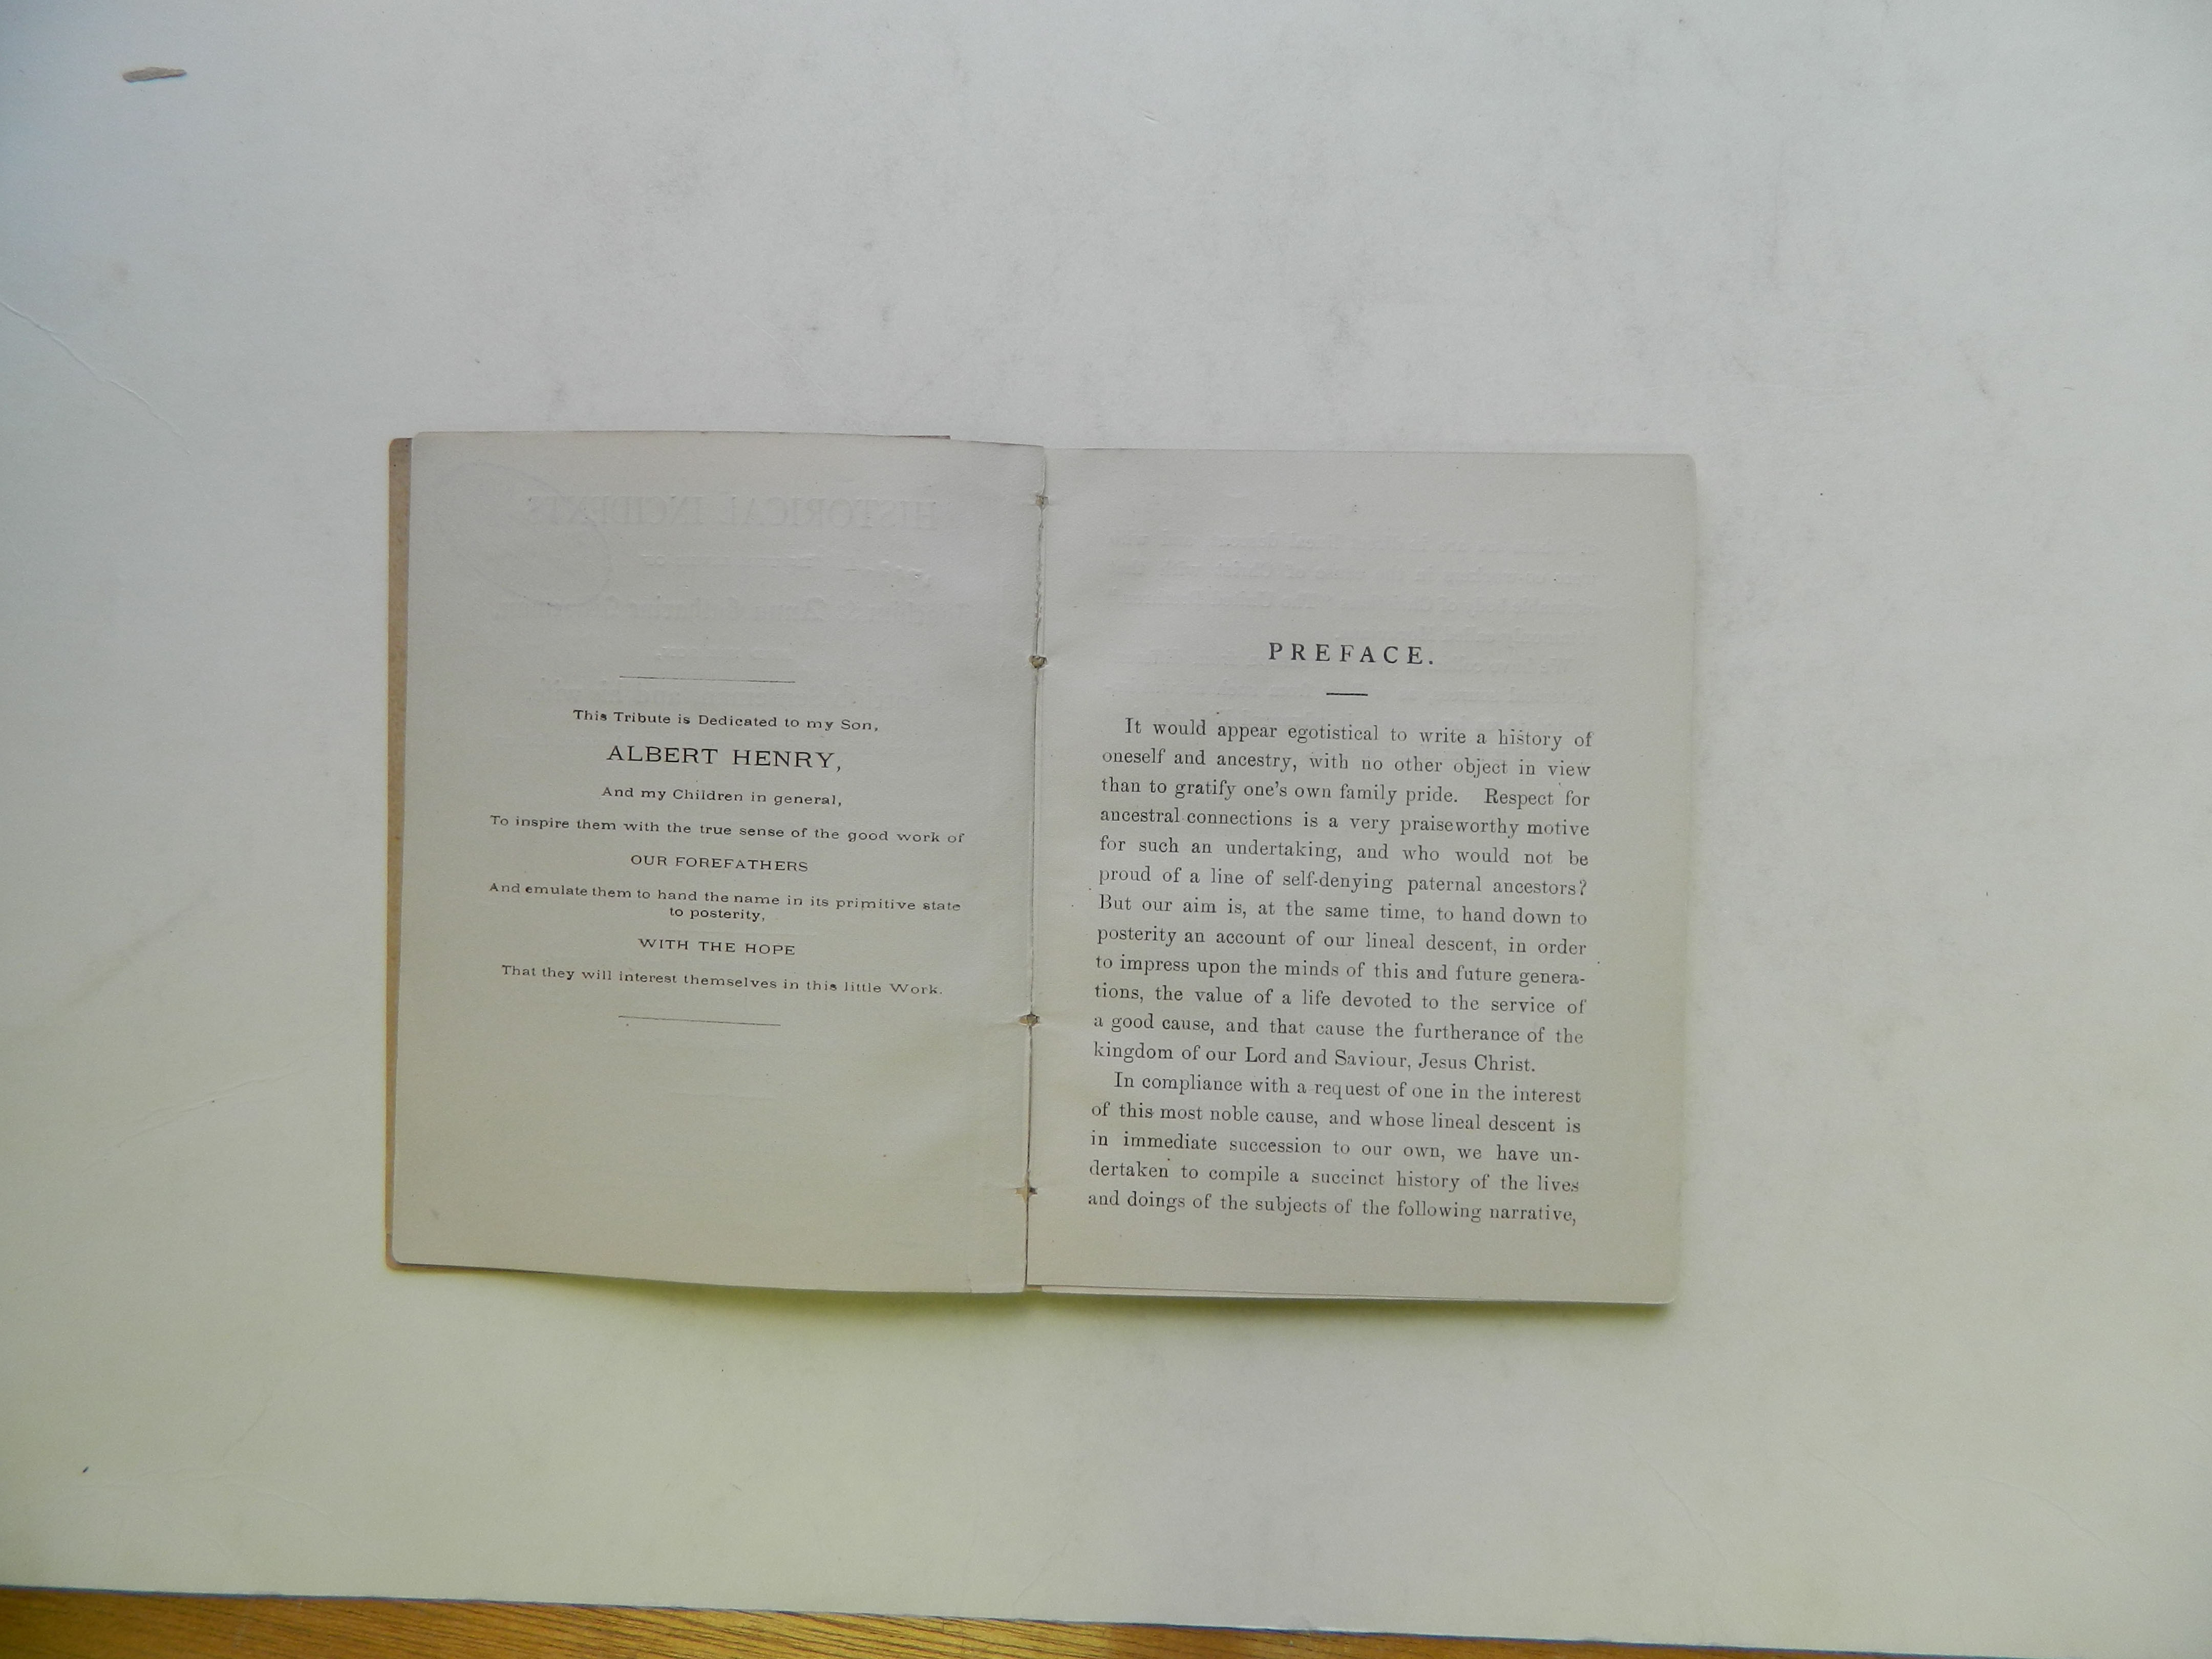 This Tribute is Dedicated to my Son,
ALBERT HENRY,
And my Children in general,
To inspire them with the true sense of the good work of
OUR FOREFATHERS
And emulate them to hand the name in its primitive state
to posterity,
WITH THE HOPE
That they will interest themselves in this little Work.
PREFACE.
It would appear egotistical to write a history of
oneself and ancestry, with no other object in view
than to gratify one's own family pride. Respect for
ancestral connections is a very praiseworthy motive
for such an undertaking, and who would not be
proud of a line of self-denying paternal ancestors?
But our aim is, at the same time, to hand down to
posterity an account of our lineal descent, in order
to impress upon the minds of this and future genera-
tions, the value of a life devoted to the service of
a good cause, and that cause the furtherance of the
kingdom of our Lord and Saviour, Jesus Christ.
In compliance with a request of one in the interest
of this most noble cause, and whose lineal descent is
in immediate succession to our own, we have un-
dertaken to compile a succinct history of the lives
and doings of the subjects of the following narrative,